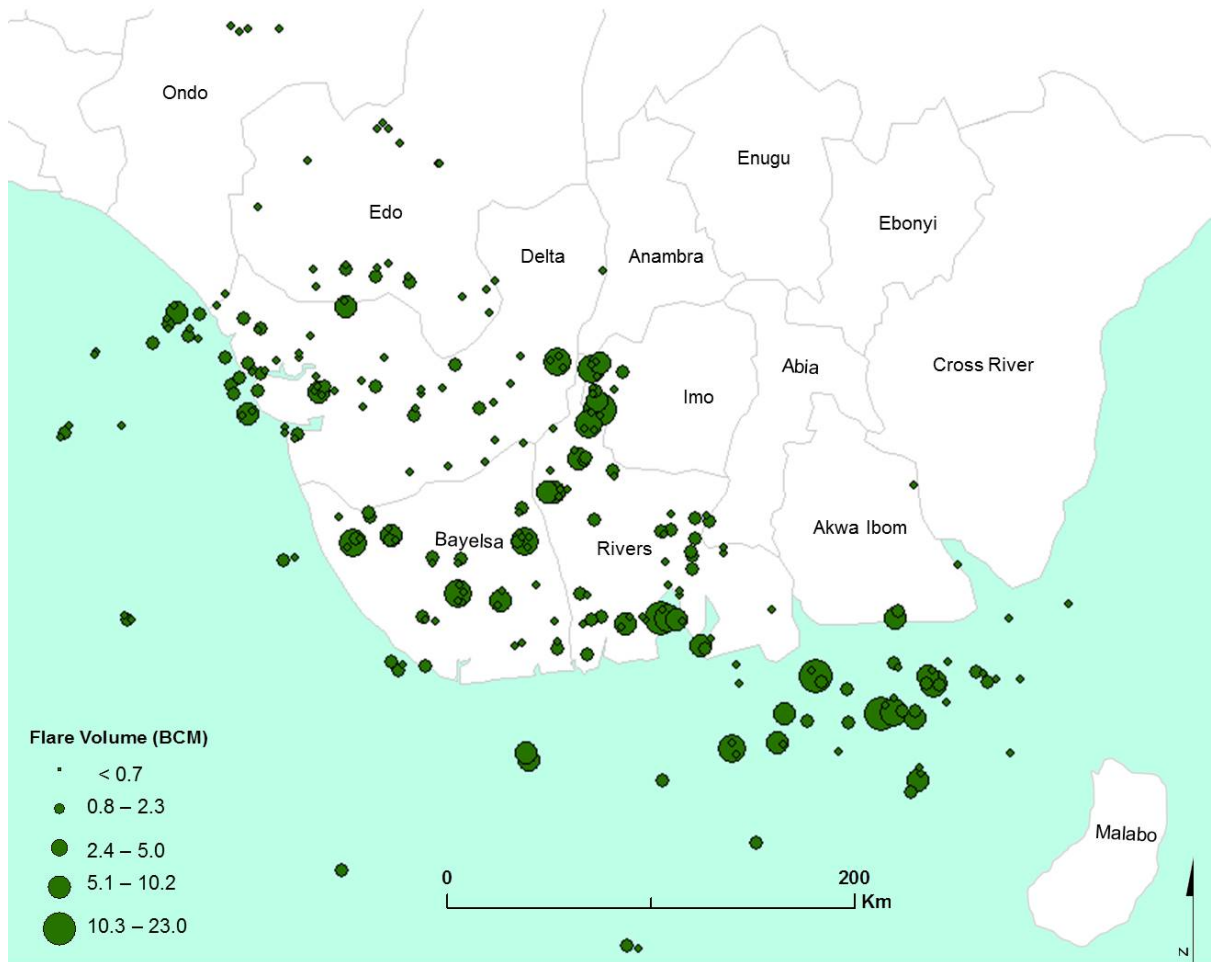 Ondo
Enugu
Edo
Ebonyi
Delta
Anambra
Abia
Cross River
Imo
Akwa Ibom
Bayelsa
Rivers
Flare Volume (BCM)
< 0.7
0.8 – 2.3
2.4 – 5.0
5.1 – 10.2
10.3 – 23.0
Malabo
0 200
Km
N